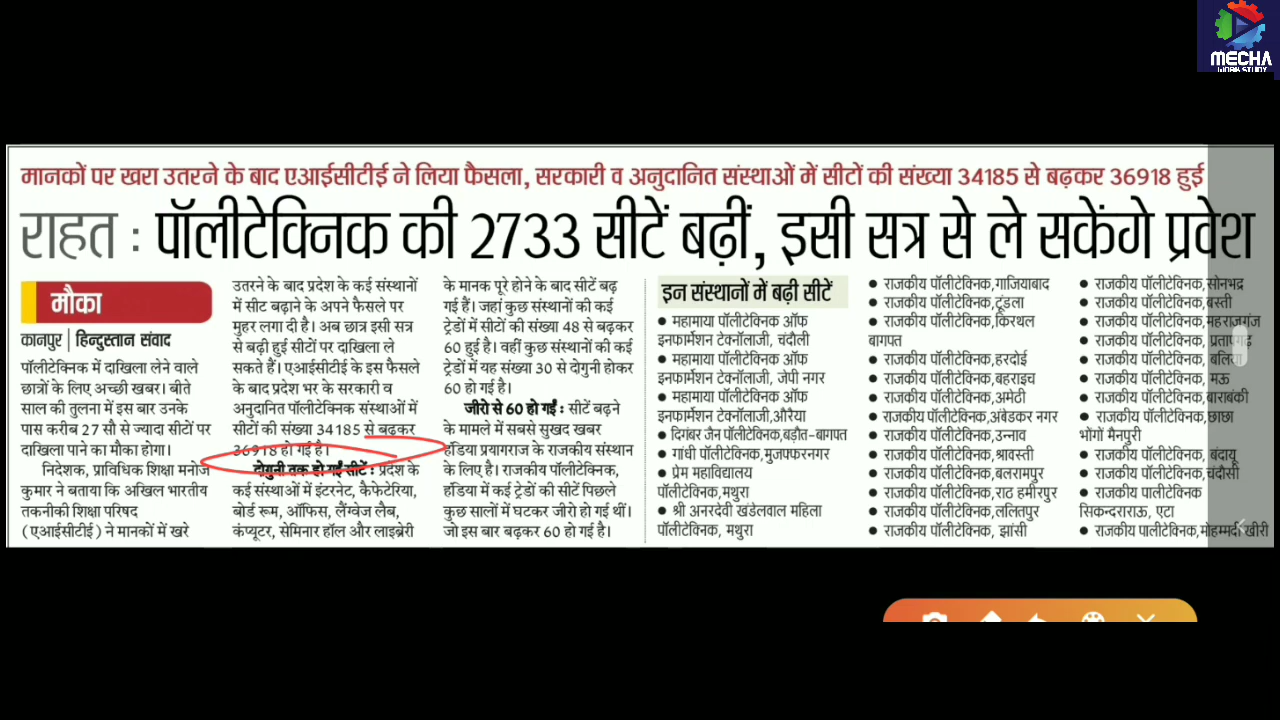 MECHA
WORK STUDY
मानकों पर खरा उतरने के बाद एआईसीटीई ने लिया फैसला, सरकारी व अनुदानित संस्थाओं में सीटों की संख्या 34185 से बढ़कर 36918 हुई
राहत : पॉलीटेक्निक की 2733 सीटें बढ़ीं, इसी सत्र से ले सकेंगे प्रवेश
मौका
कानपुर | हिन्दुस्तान संवाद
पॉलीटेक्निक में दाखिला लेने वाले
छात्रों के लिए अच्छी खबर। बीते
साल की तुलना में इस बार उनके
पास करीब 27 सौ से ज्यादा सीटों पर
दाखिला पाने का मौका होगा।
निदेशक, प्राविधिक शिक्षा मनोज
कुमार ने बताया कि अखिल भारतीय
तकनीकी शिक्षा परिषद
(एआईसीटीई) ने मानकों में खरे
उतरने के बाद प्रदेश के कई संस्थानों
में सीट बढ़ाने के अपने फैसले पर
मुहर लगा दी है। अब छात्र इसी सत्र
से बढ़ी हुई सीटों पर दाखिला ले
सकते हैं। एआईसीटीई के इस फैसले
के बाद प्रदेश भर के सरकारी व
अनुदानित पॉलीटेक्निक संस्थाओं में
सीटों की संख्या 34185 से बढ़कर
36918 हो गई है।
दोगुनी तक हो गईं सीटें : प्रदेश के
कई संस्थाओं में इंटरनेट, कैफेटेरिया,
बोर्ड रूम, ऑफिस, लैंग्वेज लैब,
कंप्यूटर, सेमिनार हॉल और लाइब्रेरी
के मानक पूरे होने के बाद सीटें बढ़
गई हैं। जहां कुछ संस्थानों की कई
ट्रेडों में सीटों की संख्या 48 से बढ़कर
60 हुई है। वहीं कुछ संस्थानों की कई
ट्रेडों में यह संख्या 30 से दोगुनी होकर
60 हो गई है।
जीरो से 60 हो गईं : सीटें बढ़ने
के मामले में सबसे सुखद खबर
हंडिया प्रयागराज के राजकीय संस्थान
के लिए है। राजकीय पॉलीटेक्निक,
हंडिया में कई ट्रेडों की सीटें पिछले
कुछ सालों में घटकर जीरो हो गई थीं।
जो इस बार बढ़कर 60 हो गई है।
इन संस्थानों में बढ़ी सीटें
● महामाया पॉलीटेक्निक ऑफ
इनफार्मेशन टेक्नॉलाजी, चंदौली
● महामाया पॉलीटेक्निक ऑफ
इनफार्मेशन टेक्नॉलाजी, जेपी नगर
● महामाया पॉलीटेक्निक ऑफ
इनफार्मेशन टेक्नॉलाजी,औरैया
● दिगंबर जैन पॉलीटेक्निक,बड़ौत-बागपत
● गांधी पॉलीटेक्निक,मुजफ्फरनगर
● प्रेम महाविद्यालय
पॉलीटेक्निक,मथुरा
● श्री अनरदेवी खंडेलवाल महिला
पॉलीटेक्निक, मथुरा
● राजकीय पॉलीटेक्निक,गाजियाबाद
● राजकीय पॉलीटेक्निक,टूंडला
● राजकीय पॉलीटेक्निक,किरथल
बागपत
● राजकीय पॉलीटेक्निक,हरदोई
● राजकीय पॉलीटेक्निक,बहराइच
● राजकीय पॉलीटेक्निक,अमेठी
● राजकीय पॉलीटेक्निक,अंबेडकर नगर
● राजकीय पॉलीटेक्निक,उन्नाव
● राजकीय पॉलीटेक्निक,श्रावस्ती
● राजकीय पॉलीटेक्निक,बलरामपुर
● राजकीय पॉलीटेक्निक,राठ हमीरपुर
● राजकीय पॉलीटेक्निक,ललितपुर
● राजकीय पॉलीटेक्निक, झांसी
● राजकीय पॉलीटेक्निक,सोनभद्र
● राजकीय पॉलीटेक्निक,बस्ती
● राजकीय पॉलीटेक्निक,महराजगंज
● राजकीय पॉलीटेक्निक, प्रतापगढ़
● राजकीय पॉलीटेक्निक, बलिया
● राजकीय पॉलीटेक्निक, मऊ
● राजकीय पॉलीटेक्निक,बाराबंकी
● राजकीय पॉलीटेक्निक,छाछा
भोंगों मैनपुरी
● राजकीय पॉलीटेक्निक, बंदायू
● राजकीय पॉलीटेक्निक,चंदौसी
● राजकीय पालीटेक्निक
सिकन्दराराऊ, एटा
● राजकीय पालीटेक्निक,मोहम्मदी खीरी